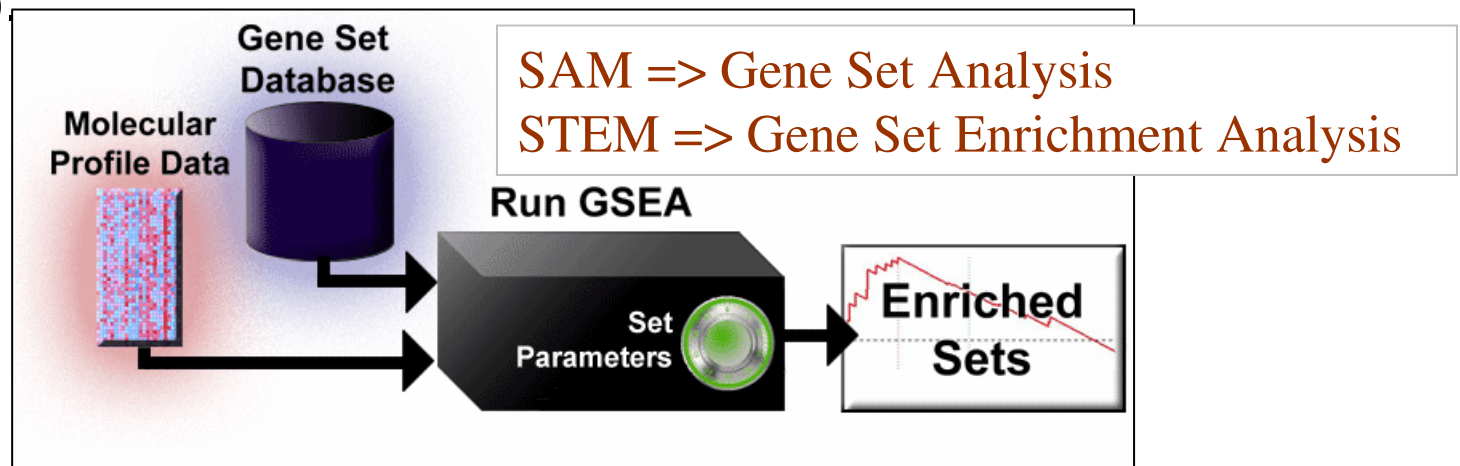 Gene Set
Database
SAM => Gene Set Analysis
STEM => Gene Set Enrichment Analysis
Molecular
Profile Data
Run GSEA
Set
Parameters
Enriched
Sets